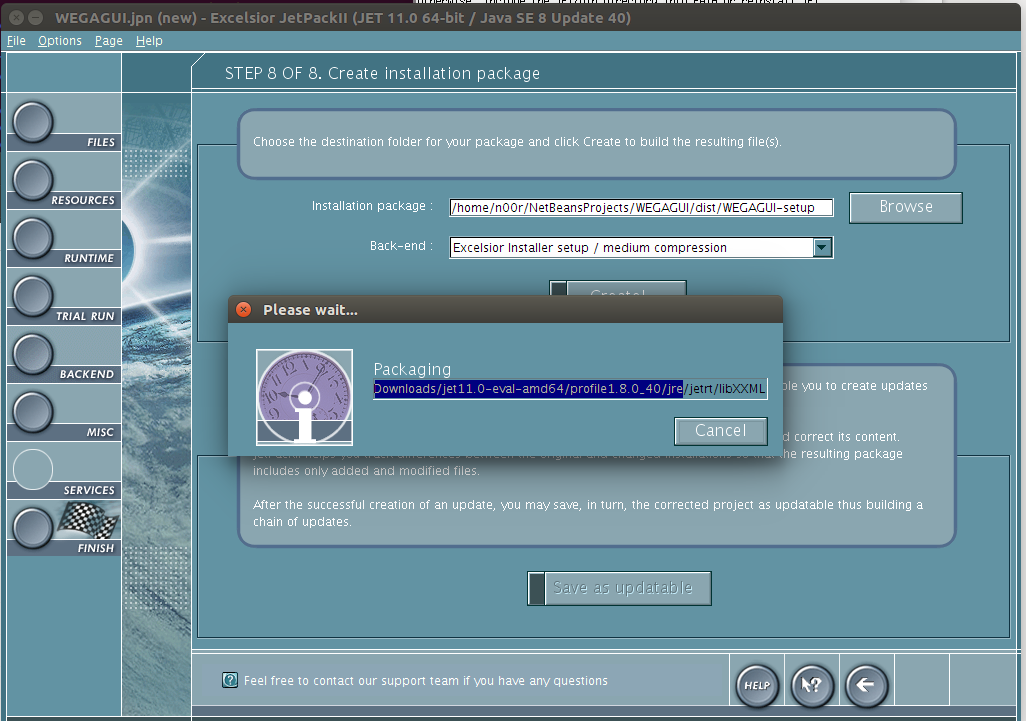 WEGAGUI.jpn (new) - Excelsior JetPackII (JET 11.0 64-bit / Java SE 8 Update 40)
File Options Page Help
STEP 8 OF 8. Create installation package
FILES
RESOURCES
RUNTIME
TRIAL RUN
BACKEND
MISC
SERVICES
FINISH
Choose the destination folder for your package and click Create to build the resulting file(s).
Installation package :
/home/n00r/NetBeansProjects/WEGAGUI/dist/WEGAGUI-setup
Browse
Back-end :
Excelsior Installer setup / medium compression
Please wait...
Packaging
Downloads/jet11.0-eval-amd64/profile1.8.0_40/jre/jetrt/libXXML
Cancel
you to create updates
correct its content.
the resulting package
includes only added and modified files.
After the successful creation of an update, you may save, in turn, the corrected project as updatable thus building a
chain of updates.
Save as updatable
Feel free to contact our support team if you have any questions
HELP
?